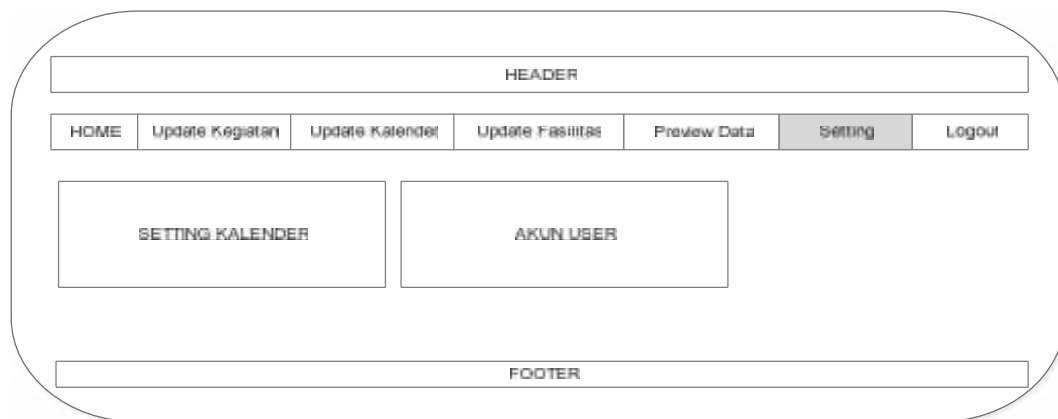 HEADER
HOME Update Kegiatan Update Kalender Update Fasilitas Preview Data Setting Logout
SETTING KALENDER AKUN USER
FOOTER